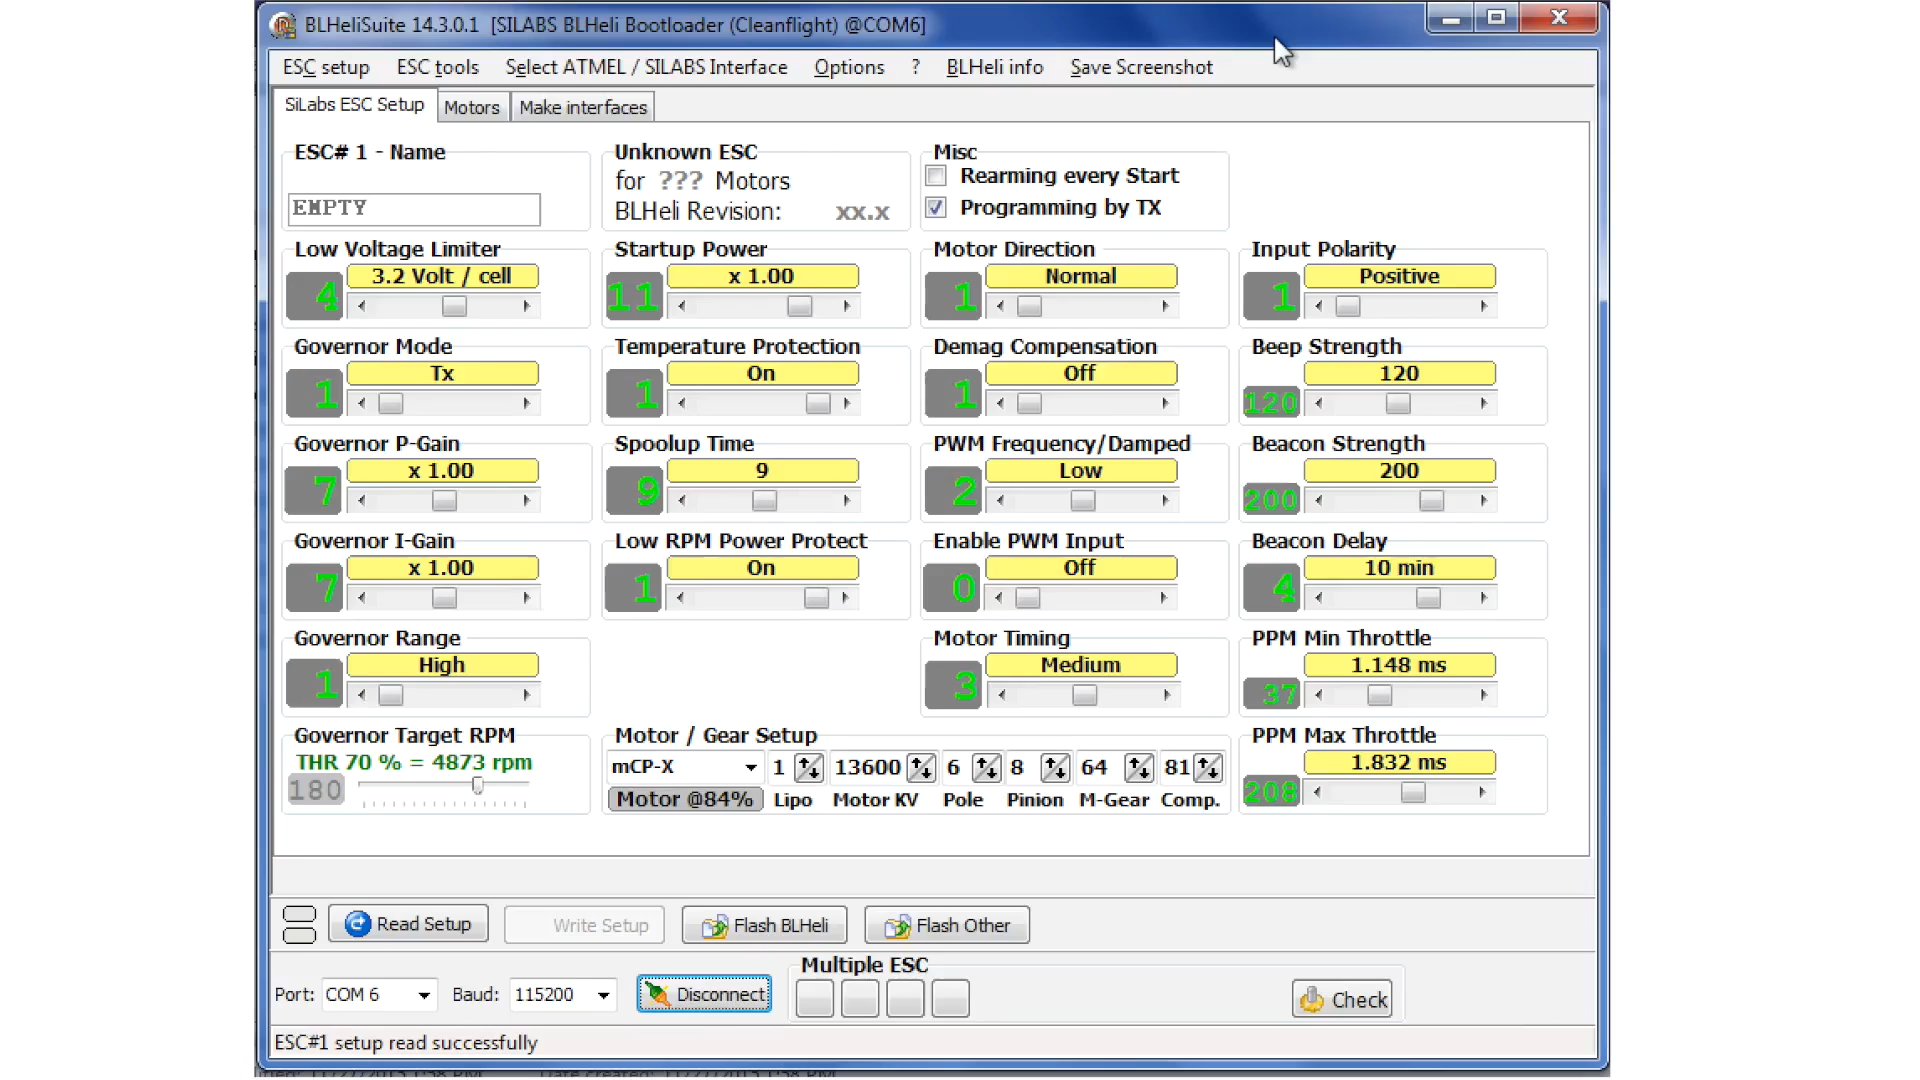 BLHeliSuite 14.3.0.1 [SILABS BLHeli Bootloader (Cleanflight) @COM6]
ESC setup ESC tools Select ATMEL / SILABS Interface Options ? BLHeli info Save Screenshot
SiLabs ESC Setup Motors Make interfaces
ESC# 1 - Name
EMPTY
Unknown ESC
for ??? Motors
BLHeli Revision: xx.x
Misc
Rearming every Start
Programming by TX
Low Voltage Limiter
3.2 Volt / cell
4
Startup Power
x 1.00
11
Motor Direction
Normal
1
Input Polarity
Positive
1
Governor Mode
Tx
1
Temperature Protection
On
1
Demag Compensation
Off
1
Beep Strength
120
120
Governor P-Gain
x 1.00
7
Spoolup Time
9
9
PWM Frequency/Damped
Low
2
Beacon Strength
200
200
Governor I-Gain
x 1.00
7
Low RPM Power Protect
On
1
Enable PWM Input
Off
0
Beacon Delay
10 min
4
Governor Range
High
1
Motor Timing
Medium
3
PPM Min Throttle
1.148 ms
37
Governor Target RPM
THR 70 % = 4873 rpm
180
Motor / Gear Setup
mCP-X 1 13600 6 8 64 81
Motor @84% Lipo Motor KV Pole Pinion M-Gear Comp.
PPM Max Throttle
1.832 ms
208
Read Setup Write Setup Flash BLHeli Flash Other
Port: COM 6 Baud: 115200 Disconnect
Multiple ESC
Check
ESC#1 setup read successfully